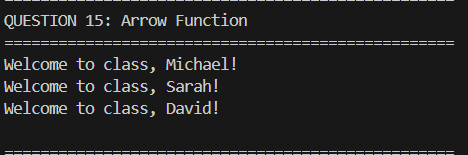 ==================================================
QUESTION 15: Arrow Function
==================================================
Welcome to class, Michael!
Welcome to class, Sarah!
Welcome to class, David!
==================================================